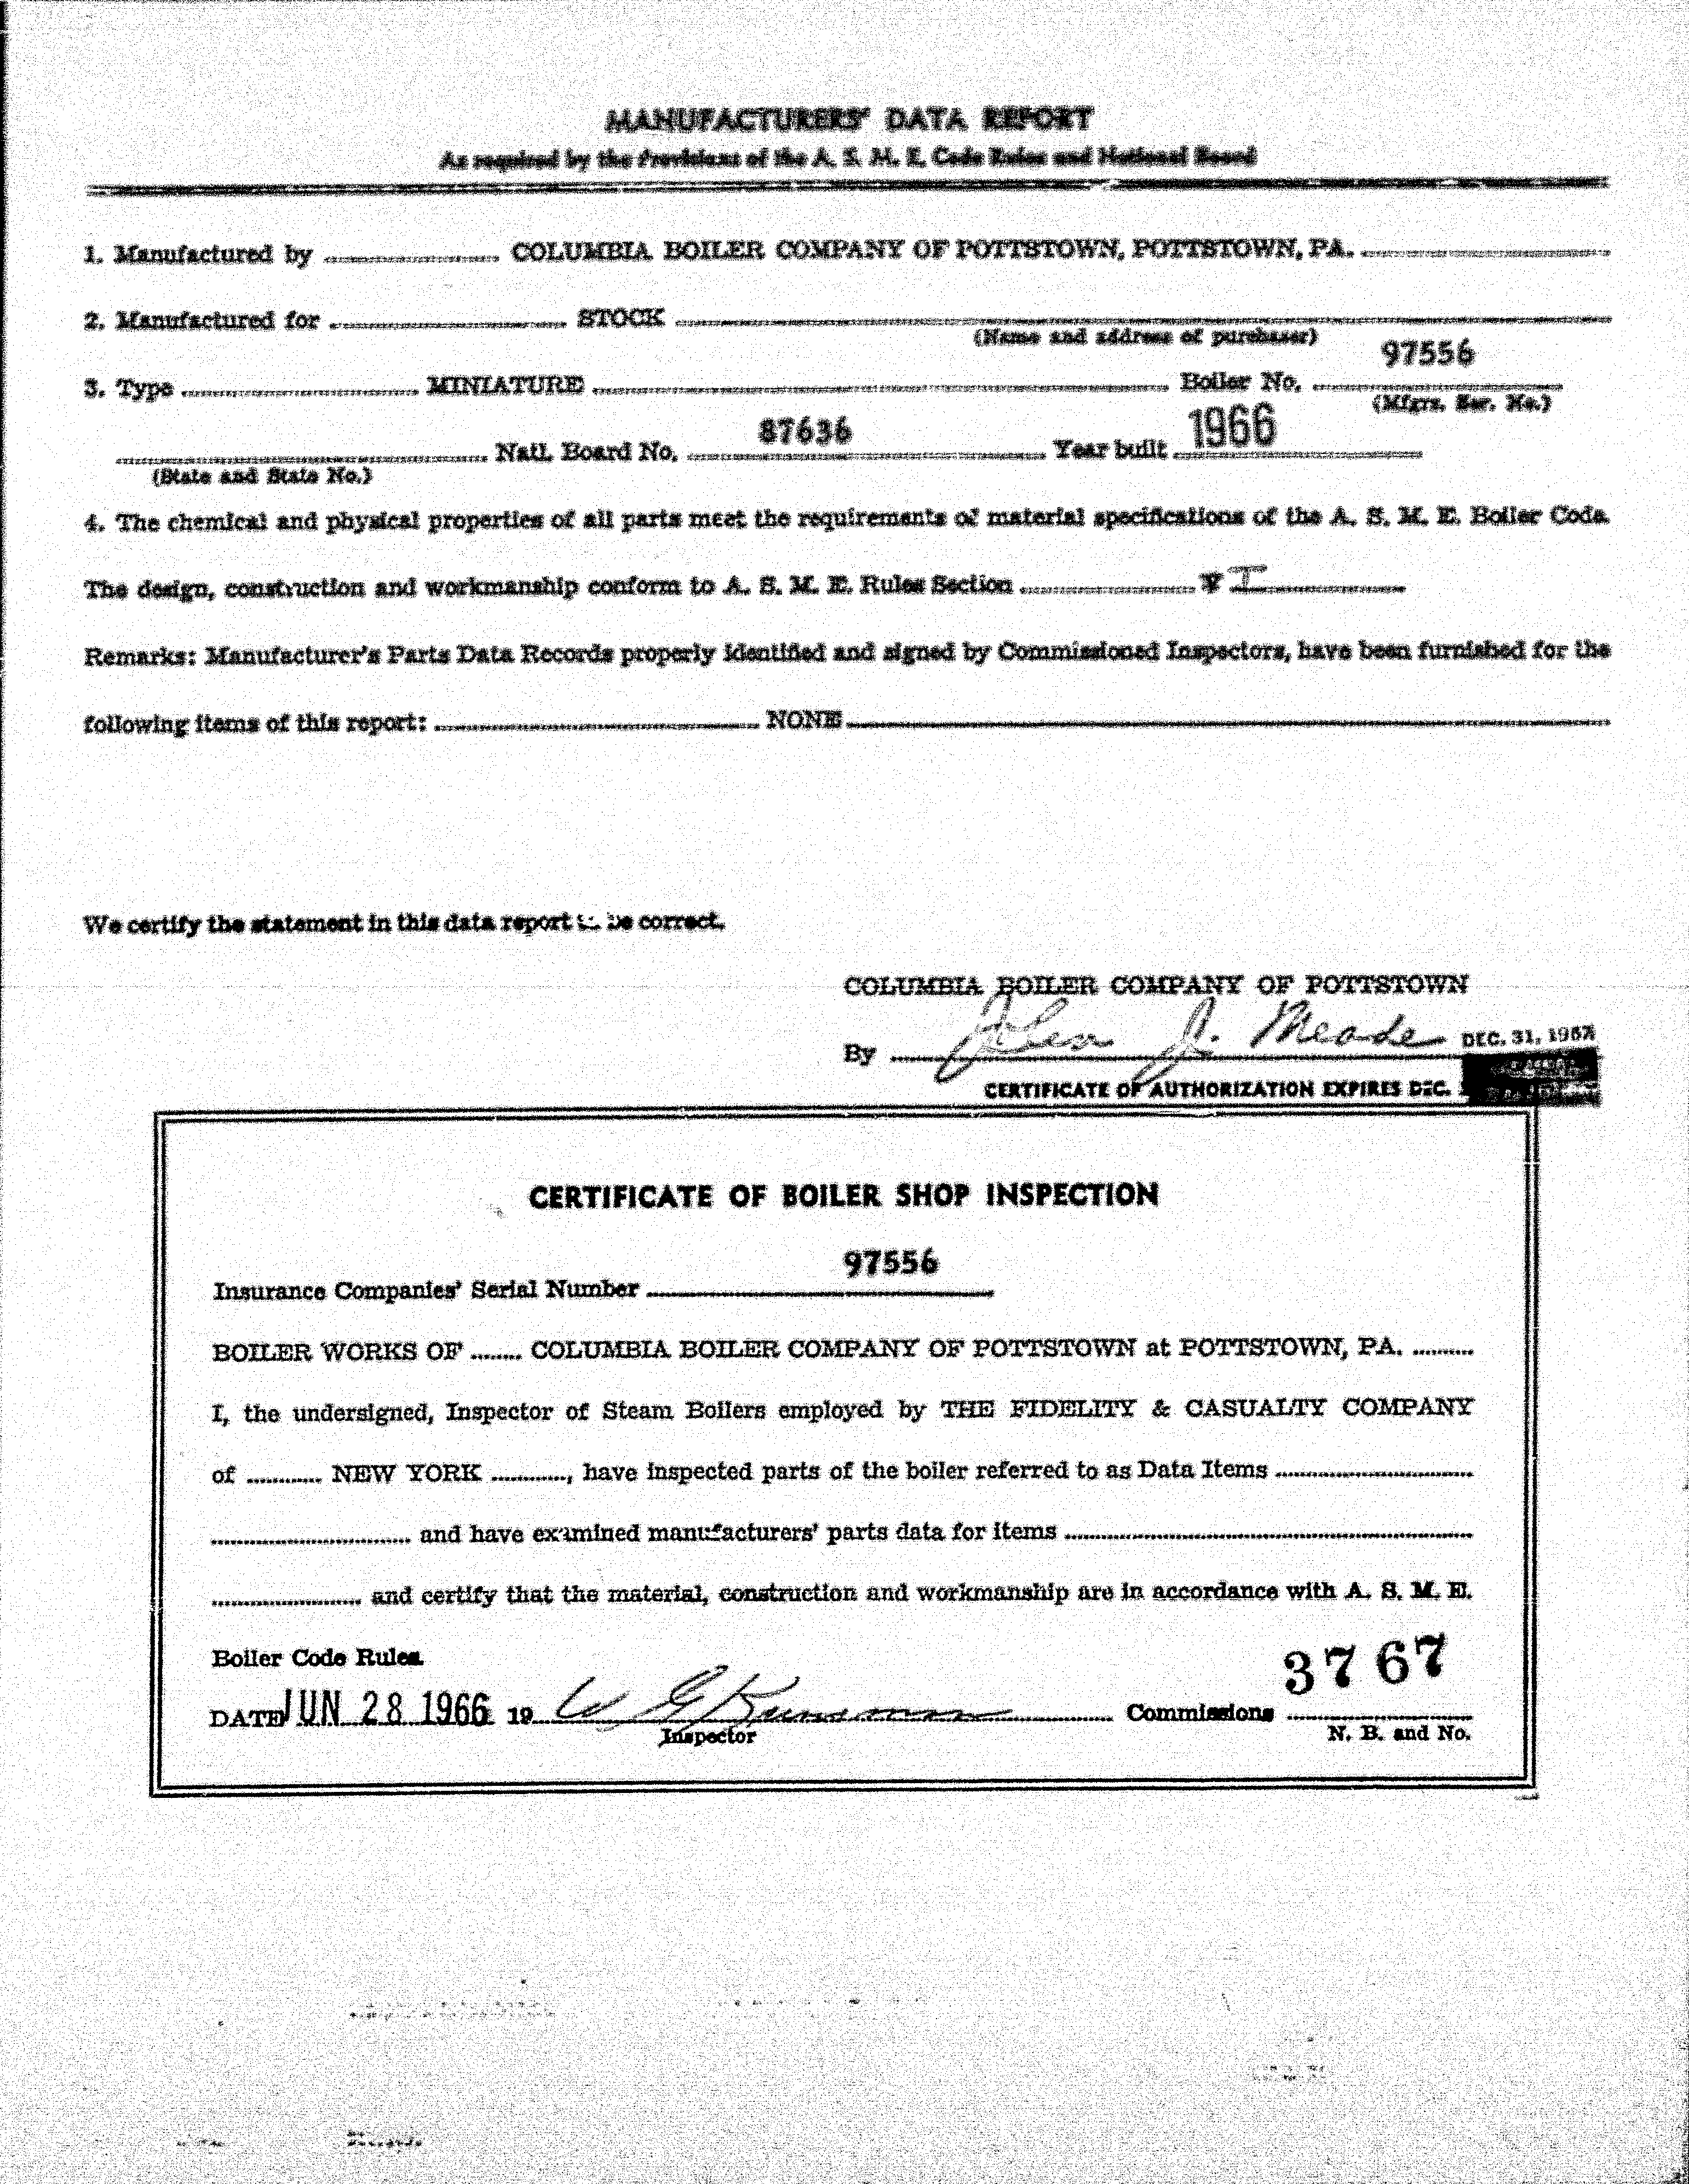 MANUFACTURERS' DATA REPORT
As required by the Provisions of the A. S. M. E. Code Rules and National Board
1. Manufactured by ........ COLUMBIA BOILER COMPANY OF POTTSTOWN, POTTSTOWN, PA. ........
2. Manufactured for ........ STOCK ........
(Name and address of purchaser)
97556
3. Type ........ MINIATURE ........ Boiler No. ........
(Mfgrs. Ser. No.)
87636 1966
........ Natl. Board No. ........ Year built ........
(State and State No.)
4. The chemical and physical properties of all parts meet the requirements of material specifications of the A. S. M. E. Boiler Code.
The design, construction and workmanship conform to A. S. M. E. Rules Section ........ V I ........
Remarks: Manufacturer's Parts Data Records properly identified and signed by Commissioned Inspectors, have been furnished for the
following items of this report: ........ NONE ........
We certify the statement in this data report to be correct.
COLUMBIA BOILER COMPANY OF POTTSTOWN
By ........ J. Meade DEC. 31, 1967
CERTIFICATE OF AUTHORIZATION EXPIRES DEC.
CERTIFICATE OF BOILER SHOP INSPECTION
97556
Insurance Companies' Serial Number ........
BOILER WORKS OF ........ COLUMBIA BOILER COMPANY OF POTTSTOWN at POTTSTOWN, PA. ........
I, the undersigned, Inspector of Steam Boilers employed by THE FIDELITY & CASUALTY COMPANY
of ........ NEW YORK ........, have inspected parts of the boiler referred to as Data Items ........
........ and have examined manufacturers' parts data for items ........
........ and certify that the material, construction and workmanship are in accordance with A. S. M. E.
Boiler Code Rules.
3767
DATE JUN 28 1966 19 W G Kunsman ........ Commissions ........
Inspector
N. B. and No.